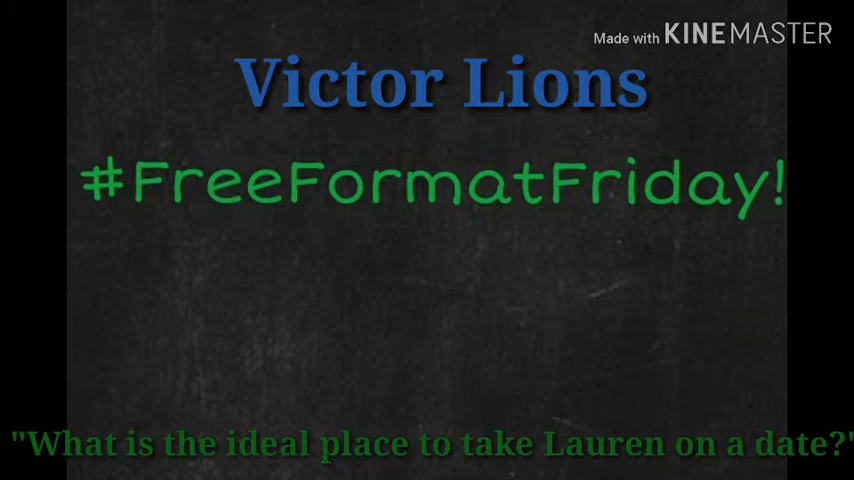 Made with KINEMASTER
Victor Lions
#FreeFormatFriday!
"What is the ideal place to take Lauren on a date?"